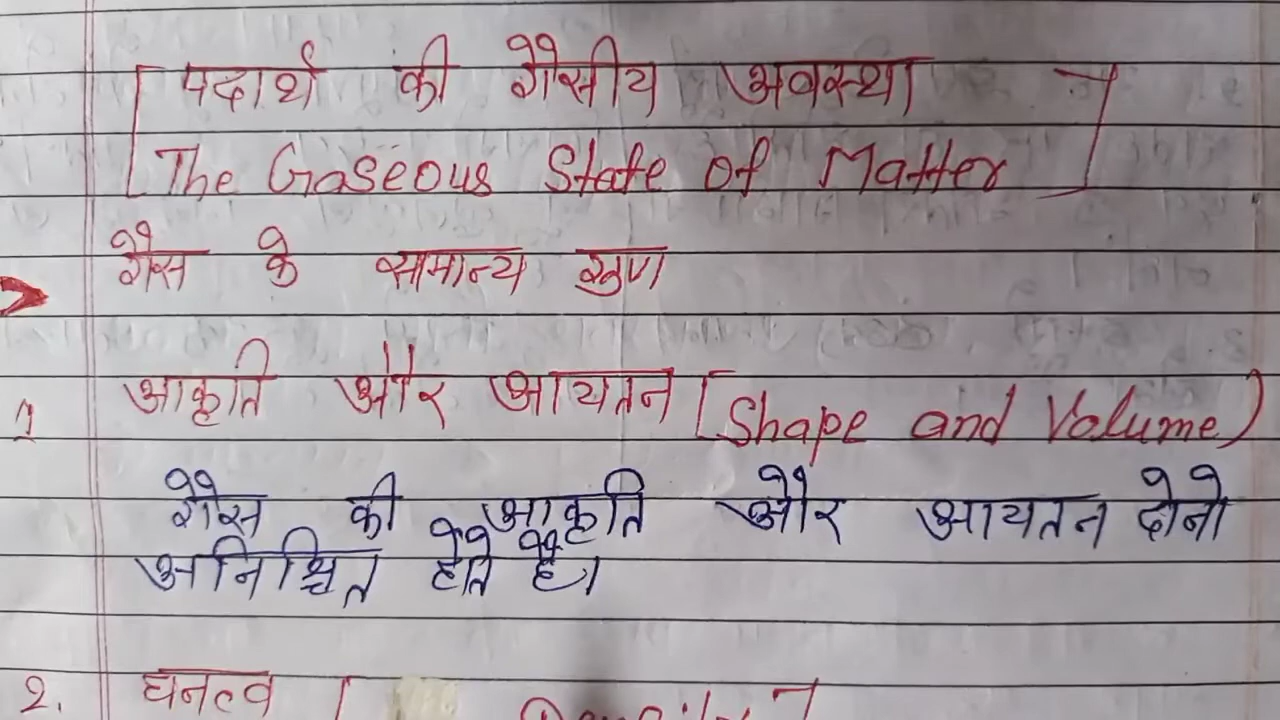 [पदार्थ की गैसीय अवस्था
The Gaseous State of Matter]
गैस के सामान्य गुण
1 आकृति और आयतन [Shape and Volume)
गैस की आकृति और आयतन दोनो
अनिश्चित होते हैं।
2. घनत्व [